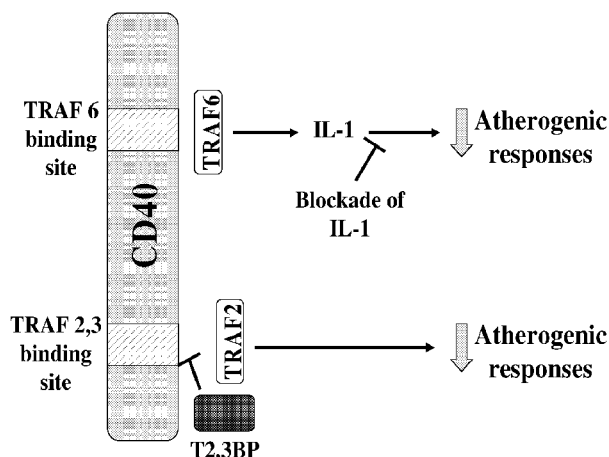 TRAF 6
binding
site
TRAF6
IL-1
Atherogenic
responses
Blockade of
IL-1
CD40
TRAF 2,3
binding
site
TRAF2
Atherogenic
responses
T2,3BP